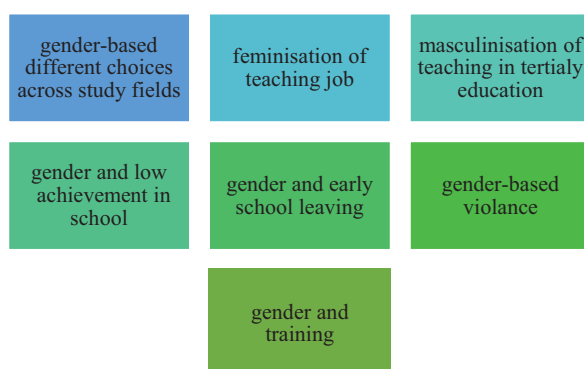 gender-based
different choices
across study fields
feminisation of
teaching job
masculinisation of
teaching in tertialy
education
gender and low
achievement in
school
gender and early
school leaving
gender-based
violance
gender and
training